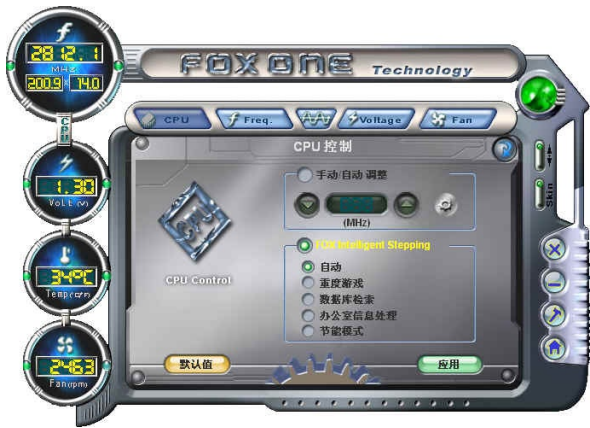 2812.1
MHz
200.9 x 14.0
CPU
1.30
Volt.(v)
34°C
Temp(c/f)
2463
Fan(rpm)
FOX ONE Technology
CPU
Freq.
Voltage
Fan
CPU 控制
手动/自动 调整
(MHz)
CPU
CPU Control
FOX Intelligent Stepping
自动
重度游戏
数据库检索
办公室信息处理
节能模式
默认值
应用
Skin